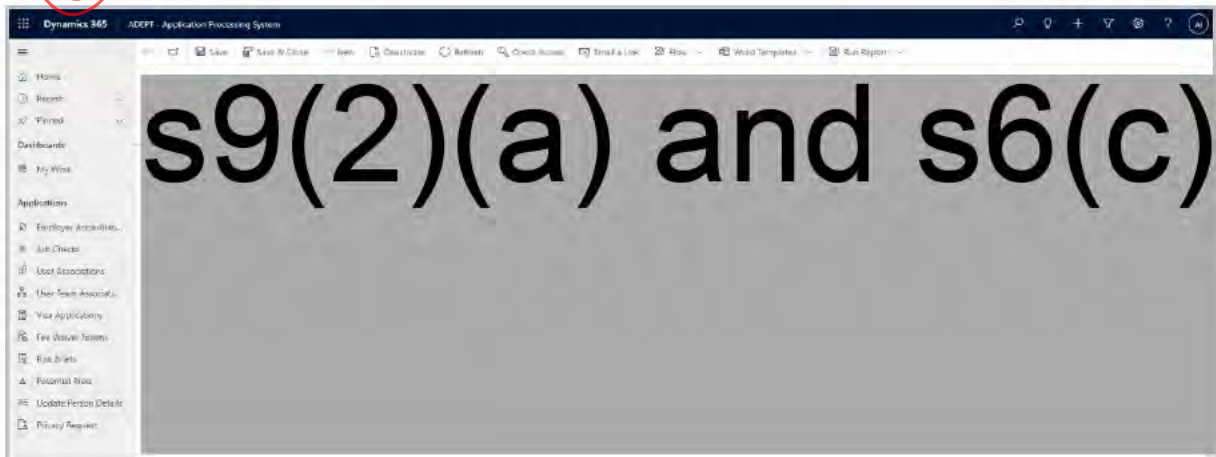 Dynamics 365 ADEPT - Application Processing System
Save Save & Close New Deactivate Refresh Check Access Email a Link Flow Word Templates Run Report
Home
Recent
Pinned
Dashboards
My Work
Applications
Employer Accreditati...
Job Checks
User Associations
User Team Associati...
Visa Applications
Fee Waiver Tokens
Risk Briefs
Potential Risks
Update Person Details
Privacy Request
s9(2)(a) and s6(c)